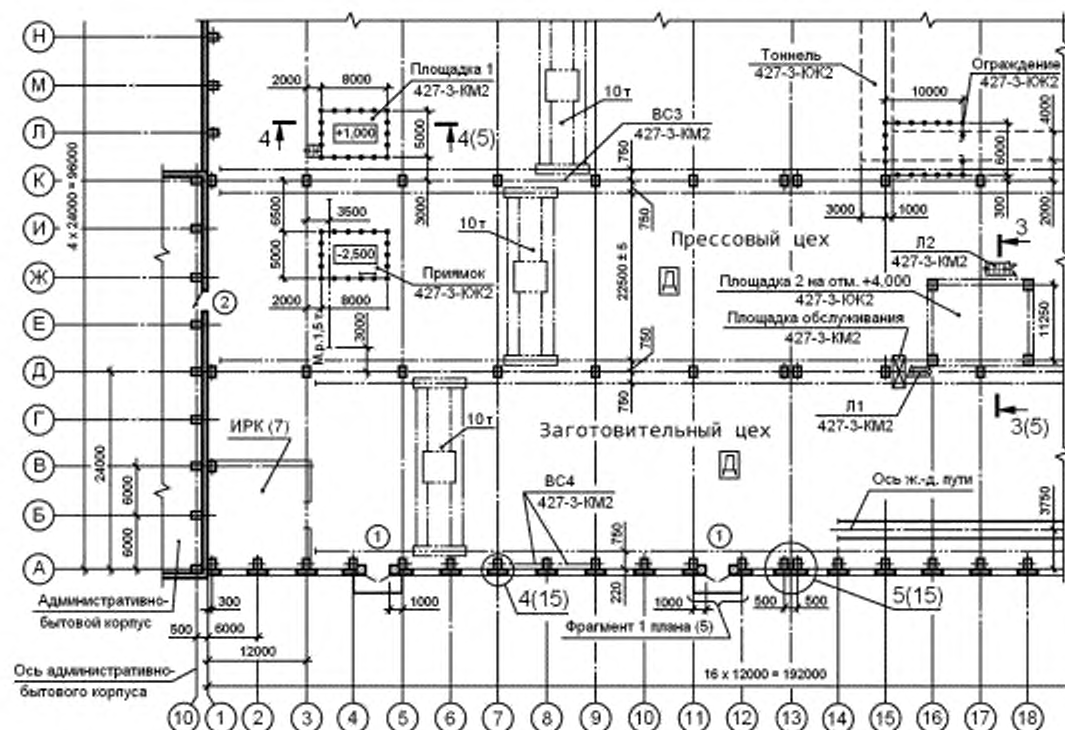 Н
М
Л
К
И
Ж
Е
Д
Г
В
Б
А
4 x 24000 = 96000
24000
6000
6000
2000
8000
Площадка 1
427-3-КМ2
+1,000
5000
4
4(5)
3000
10 т
ВС3
427-3-КМ2
750
750
Тоннель
427-3-КЖ2
Ограждение
427-3-КЖ2
10000
4000
6000
3000
1000
300
2000
6500
3500
5000
-2,500
Приямок
427-3-КЖ2
2000
8000
3000
М.р.1,5 т.
2
10 т
22500 ± 5
Прессовый цех
Д
3
Л2
427-3-КМ2
Площадка 2 на отм. +4,000
427-3-КЖ2
11250
Площадка обслуживания
427-3-КМ2
750
750
Л1
427-3-КМ2
3(5)
ИРК (7)
10 т
Заготовительный цех
Д
ВС4
427-3-КМ2
Ось ж.-д. пути
3750
1
1
750
220
Административно-
бытовой корпус
300
500
6000
12000
1000
4(15)
1000
500
500
5(15)
Фрагмент 1 плана (5)
Ось административно-
бытового корпуса
16 x 12000 = 192000
10
1
2
3
4
5
6
7
8
9
10
11
12
13
14
15
16
17
18